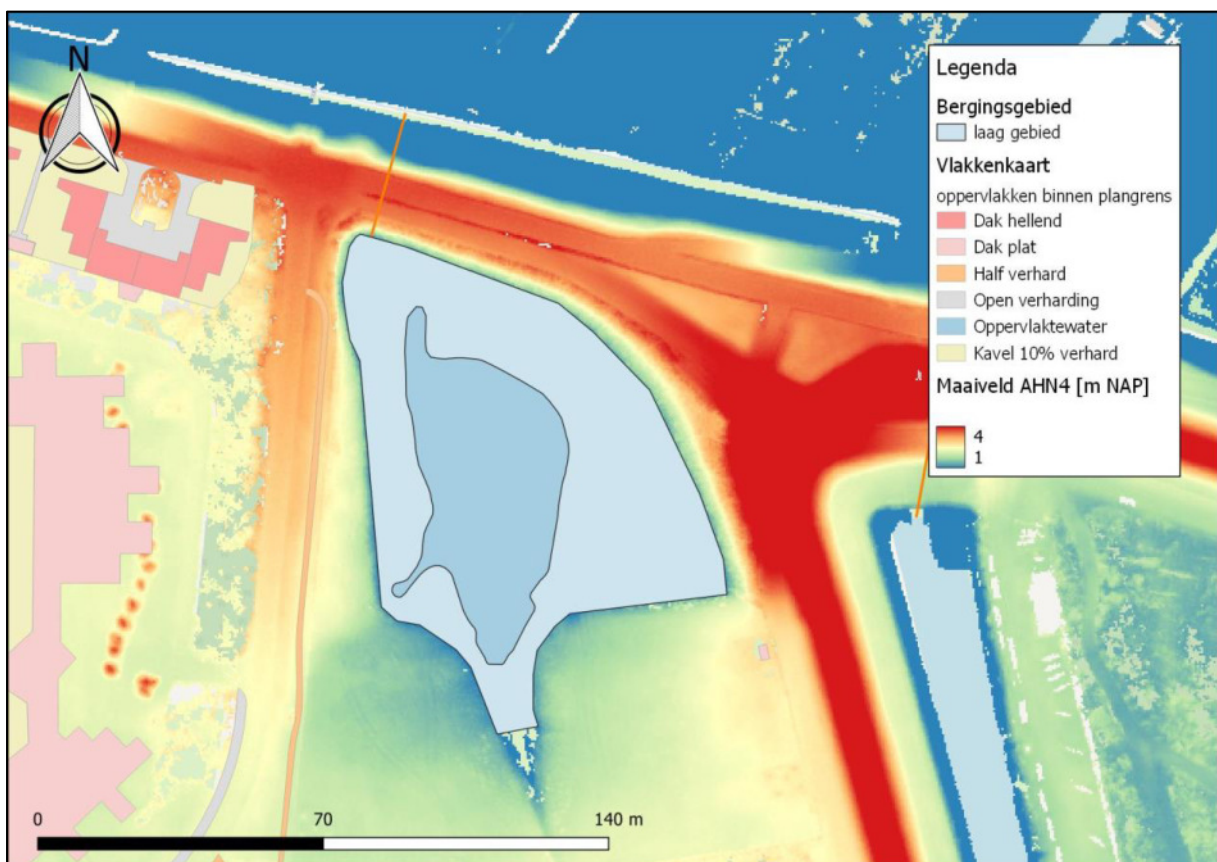 N
Legenda
Bergingsgebied
laag gebied
Vlakkenkaart
oppervlakken binnen plangrens
Dak hellend
Dak plat
Half verhard
Open verharding
Oppervlaktewater
Kavel 10% verhard
Maaiveld AHN4 [m NAP]
4
1
0 70 140 m